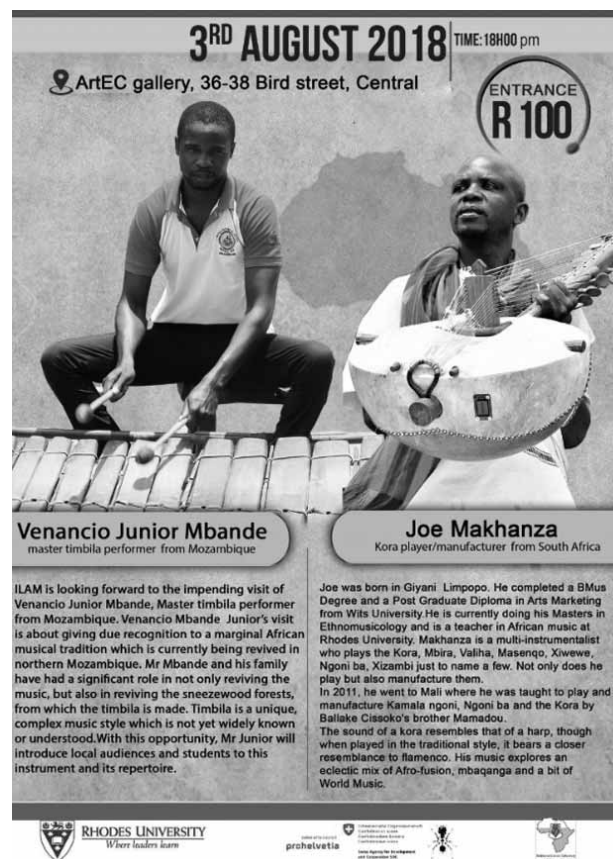 3RD AUGUST 2018
TIME:18H00 pm
ArtEC gallery, 36-38 Bird street, Central
ENTRANCE
R 100
Venancio Junior Mbande
master timbila performer from Mozambique
ILAM is looking forward to the impending visit of
Venancio Junior Mbande, Master timbila performer
from Mozambique. Venancio Mbande Junior's visit
is about giving due recognition to a marginal African
musical tradition which is currently being revived in
northern Mozambique. Mr Mbande and his family
have had a significant role in not only reviving the
music, but also in reviving the sneezewood forests,
from which the timbila is made. Timbila is a unique,
complex music style which is not yet widely known
or understood.With this opportunity, Mr Junior will
introduce local audiences and students to this
instrument and its repertoire.
Joe Makhanza
Kora player/manufacturer from South Africa
Joe was born in Giyani Limpopo. He completed a BMus
Degree and a Post Graduate Diploma in Arts Marketing
from Wits University.He is currently doing his Masters in
Ethnomusicology and is a teacher in African music at
Rhodes University. Makhanza is a multi-instrumentalist
who plays the Kora, Mbira, Valiha, Masenqo, Xiwewe,
Ngoni ba, Xizambi just to name a few. Not only does he
play but also manufacture them.
In 2011, he went to Mali where he was taught to play and
manufacture Kamala ngoni, Ngoni ba and the Kora by
Ballake Cissoko's brother Mamadou.
The sound of a kora resembles that of a harp, though
when played in the traditional style, it bears a closer
resemblance to flamenco. His music explores an
eclectic mix of Afro-fusion, mbaqanga and a bit of
World Music.
RHODES UNIVERSITY
Where leaders learn
prohelvetia